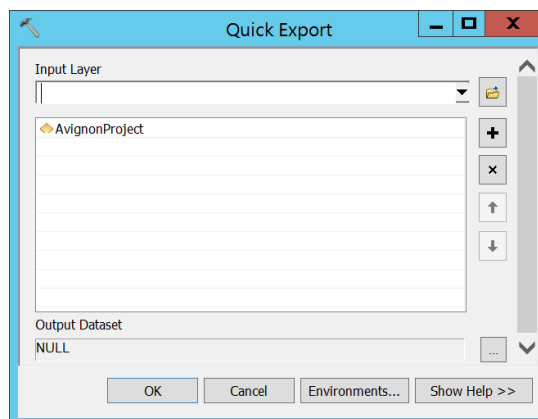 Quick Export
Input Layer
AvignonProject
Output Dataset
NULL
...
OK Cancel Environments... Show Help >>